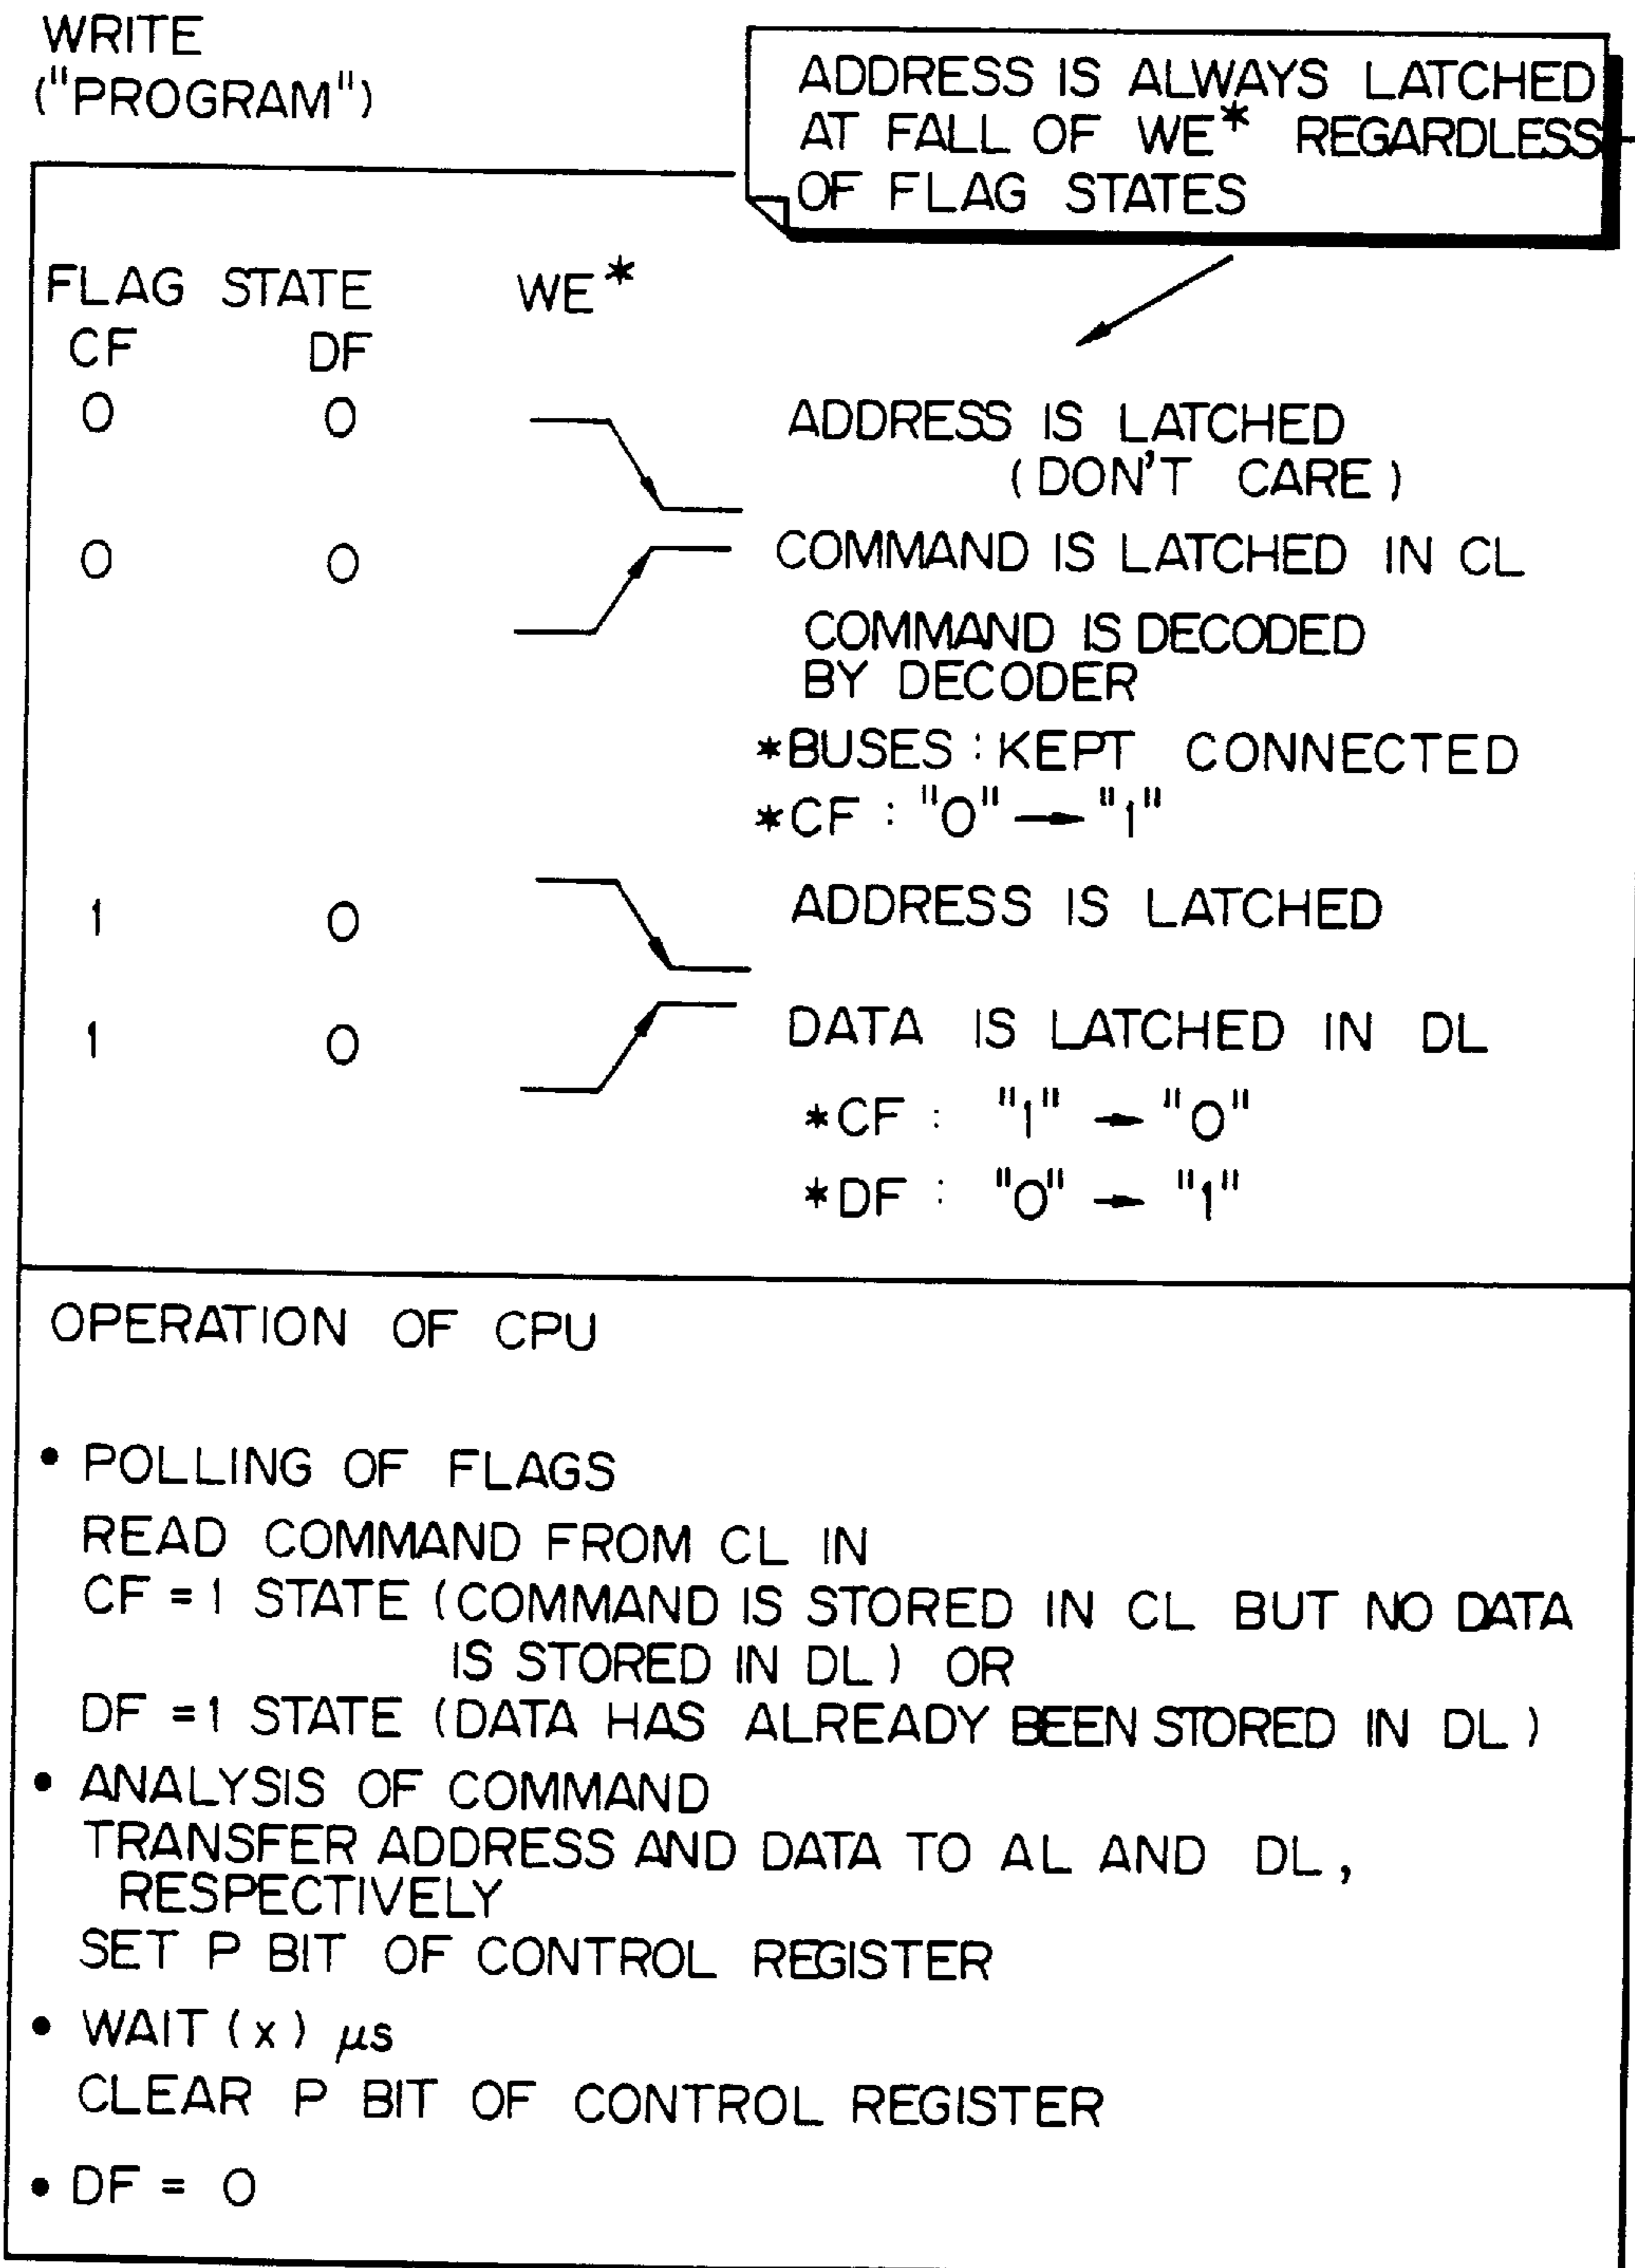 WRITE
("PROGRAM")
ADDRESS IS ALWAYS LATCHED
AT FALL OF WE* REGARDLESS
OF FLAG STATES
FLAG STATE WE*
CF DF
0 0 ADDRESS IS LATCHED
(DON'T CARE)
0 0 COMMAND IS LATCHED IN CL
COMMAND IS DECODED
BY DECODER
*BUSES : KEPT CONNECTED
*CF : "0" → "1"
1 0 ADDRESS IS LATCHED
1 0 DATA IS LATCHED IN DL
*CF : "1" → "0"
*DF : "0" → "1"
OPERATION OF CPU
• POLLING OF FLAGS
READ COMMAND FROM CL IN
CF = 1 STATE (COMMAND IS STORED IN CL BUT NO DATA
IS STORED IN DL) OR
DF = 1 STATE (DATA HAS ALREADY BEEN STORED IN DL)
• ANALYSIS OF COMMAND
TRANSFER ADDRESS AND DATA TO AL AND DL,
RESPECTIVELY
SET P BIT OF CONTROL REGISTER
• WAIT (x) μs
CLEAR P BIT OF CONTROL REGISTER
• DF = 0